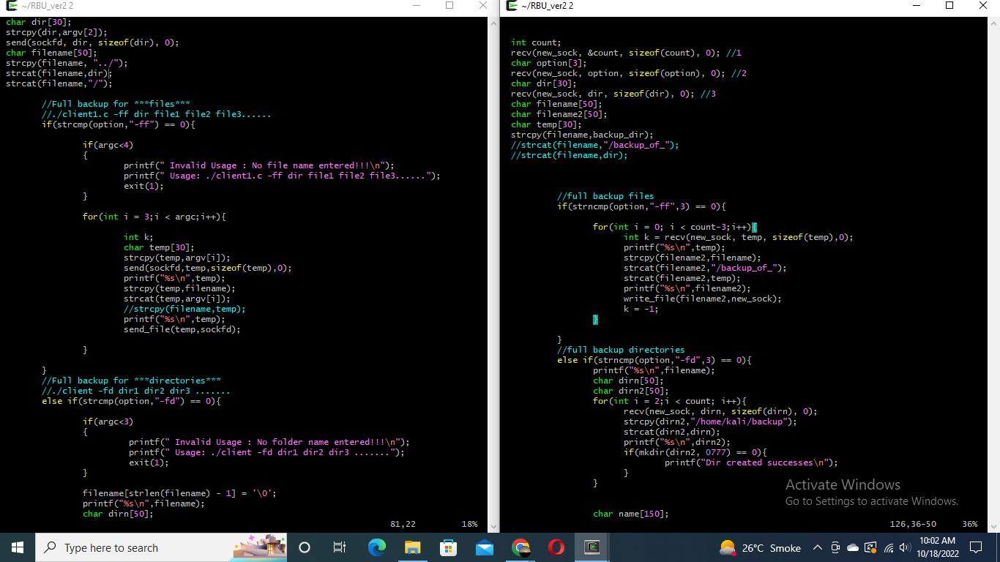 ~/RBU_ver2 2
char dir[30];
strcpy(dir,argv[2]);
send(sockfd, dir, sizeof(dir), 0);
char filename[50];
strcpy(filename, "../");
strcat(filename,dir);
strcat(filename,"/");
//Full backup for ***files***
//./client1.c -ff dir file1 file2 file3......
if(strcmp(option,"-ff") == 0){
if(argc<4)
{
printf(" Invalid Usage : No file name entered!!!\n");
printf(" Usage: ./client1.c -ff dir file1 file2 file3......");
exit(1);
}
for(int i = 3;i < argc;i++){
int k;
char temp[30];
strcpy(temp,argv[i]);
send(sockfd,temp,sizeof(temp),0);
printf("%s\n",temp);
strcpy(temp,filename);
strcat(temp,argv[i]);
//strcpy(filename,temp);
printf("%s\n",temp);
send_file(temp,sockfd);
}
}
//Full backup for ***directories***
//./client -fd dir1 dir2 dir3 .......
else if(strcmp(option,"-fd") == 0){
if(argc<3)
{
printf(" Invalid Usage : No folder name entered!!!\n");
printf(" Usage: ./client -fd dir1 dir2 dir3 .......");
exit(1);
}
filename[strlen(filename) - 1] = '\0';
printf("%s\n",filename);
char dirn[50];
81,22 18%
~/RBU_ver2 2
int count;
recv(new_sock, &count, sizeof(count), 0); //1
char option[3];
recv(new_sock, option, sizeof(option), 0); //2
char dir[30];
recv(new_sock, dir, sizeof(dir), 0); //3
char filename[50];
char filename2[50];
char temp[30];
strcpy(filename,backup_dir);
//strcat(filename,"/backup_of_");
//strcat(filename,dir);
//full backup files
if(strncmp(option,"-ff",3) == 0){
for(int i = 0; i < count-3;i++){
int k = recv(new_sock, temp, sizeof(temp),0);
printf("%s\n",temp);
strcpy(filename2,filename);
strcat(filename2,"/backup_of_");
strcat(filename2,temp);
printf("%s\n",filename2);
write_file(filename2,new_sock);
k = -1;
}
}
//full backup directories
else if(strncmp(option,"-fd",3) == 0){
printf("%s\n",filename);
char dirn[50];
char dirn2[50];
for(int i = 2;i < count; i++){
recv(new_sock, dirn, sizeof(dirn), 0);
strcpy(dirn2,"/home/kali/backup");
strcat(dirn2,dirn);
printf("%s\n",dirn2);
if(mkdir(dirn2, 0777) == 0){
printf("Dir created successes\n");
}
}
char name[150];
126,36-50 36%
Activate Windows
Go to Settings to activate Windows.
Type here to search
26°C Smoke
10:02 AM
10/18/2022